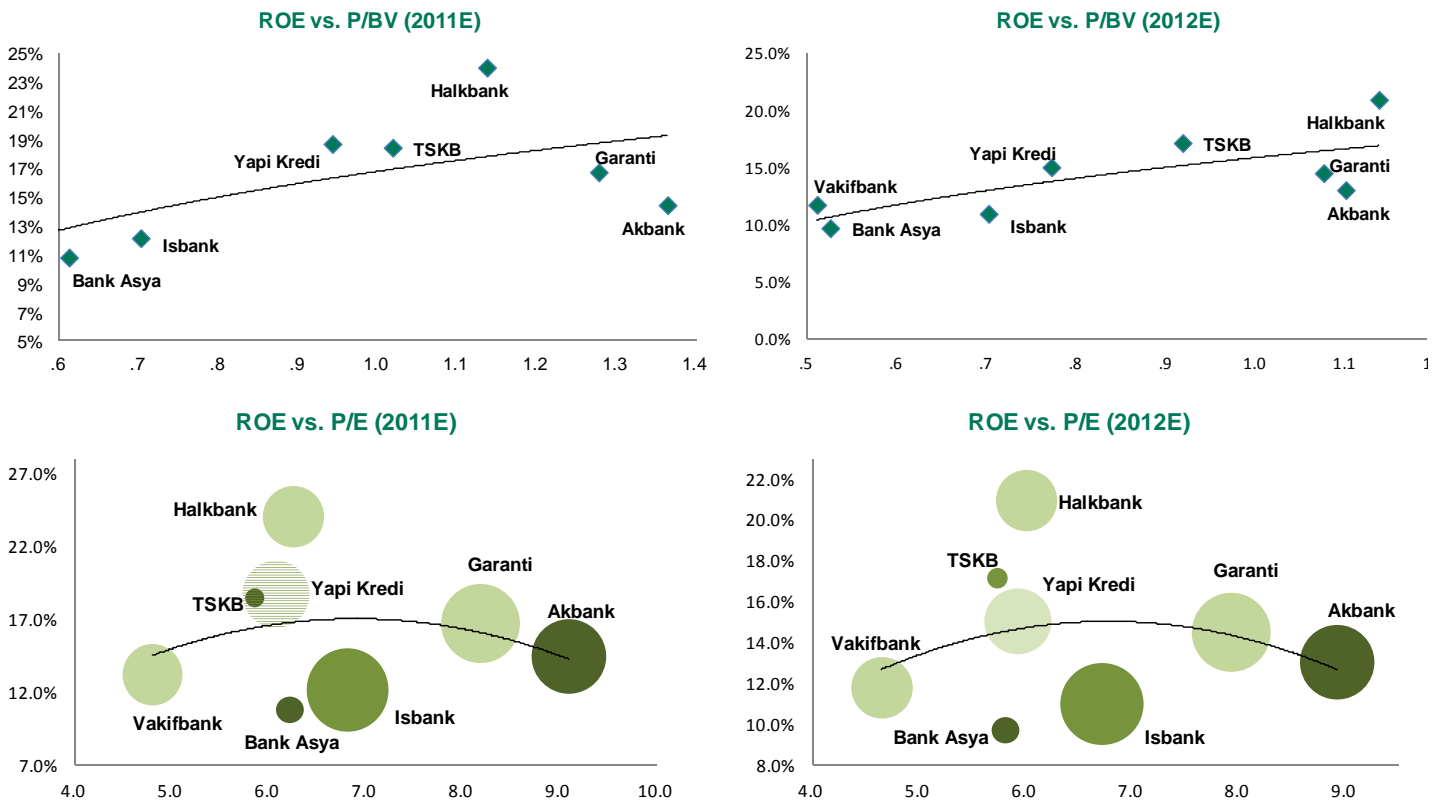 ROE vs. P/BV (2011E)
25%
23%
21%
19%
17%
15%
13%
11%
9%
7%
5%
Halkbank
Yapi Kredi
TSKB
Garanti
Akbank
Isbank
Bank Asya
.6 .7 .8 .9 1.0 1.1 1.2 1.3 1.4
ROE vs. P/BV (2012E)
25.0%
20.0%
15.0%
10.0%
5.0%
0.0%
Halkbank
TSKB
Yapi Kredi
Garanti
Vakifbank
Akbank
Bank Asya
Isbank
.5 .6 .7 .8 .9 1.0 1.1 1
ROE vs. P/E (2011E)
27.0%
22.0%
17.0%
12.0%
7.0%
Halkbank
Garanti
Yapi Kredi
TSKB
Akbank
Vakifbank
Isbank
Bank Asya
4.0 5.0 6.0 7.0 8.0 9.0 10.0
ROE vs. P/E (2012E)
22.0%
20.0%
18.0%
16.0%
14.0%
12.0%
10.0%
8.0%
Halkbank
TSKB
Yapi Kredi
Garanti
Akbank
Vakifbank
Bank Asya
Isbank
4.0 5.0 6.0 7.0 8.0 9.0